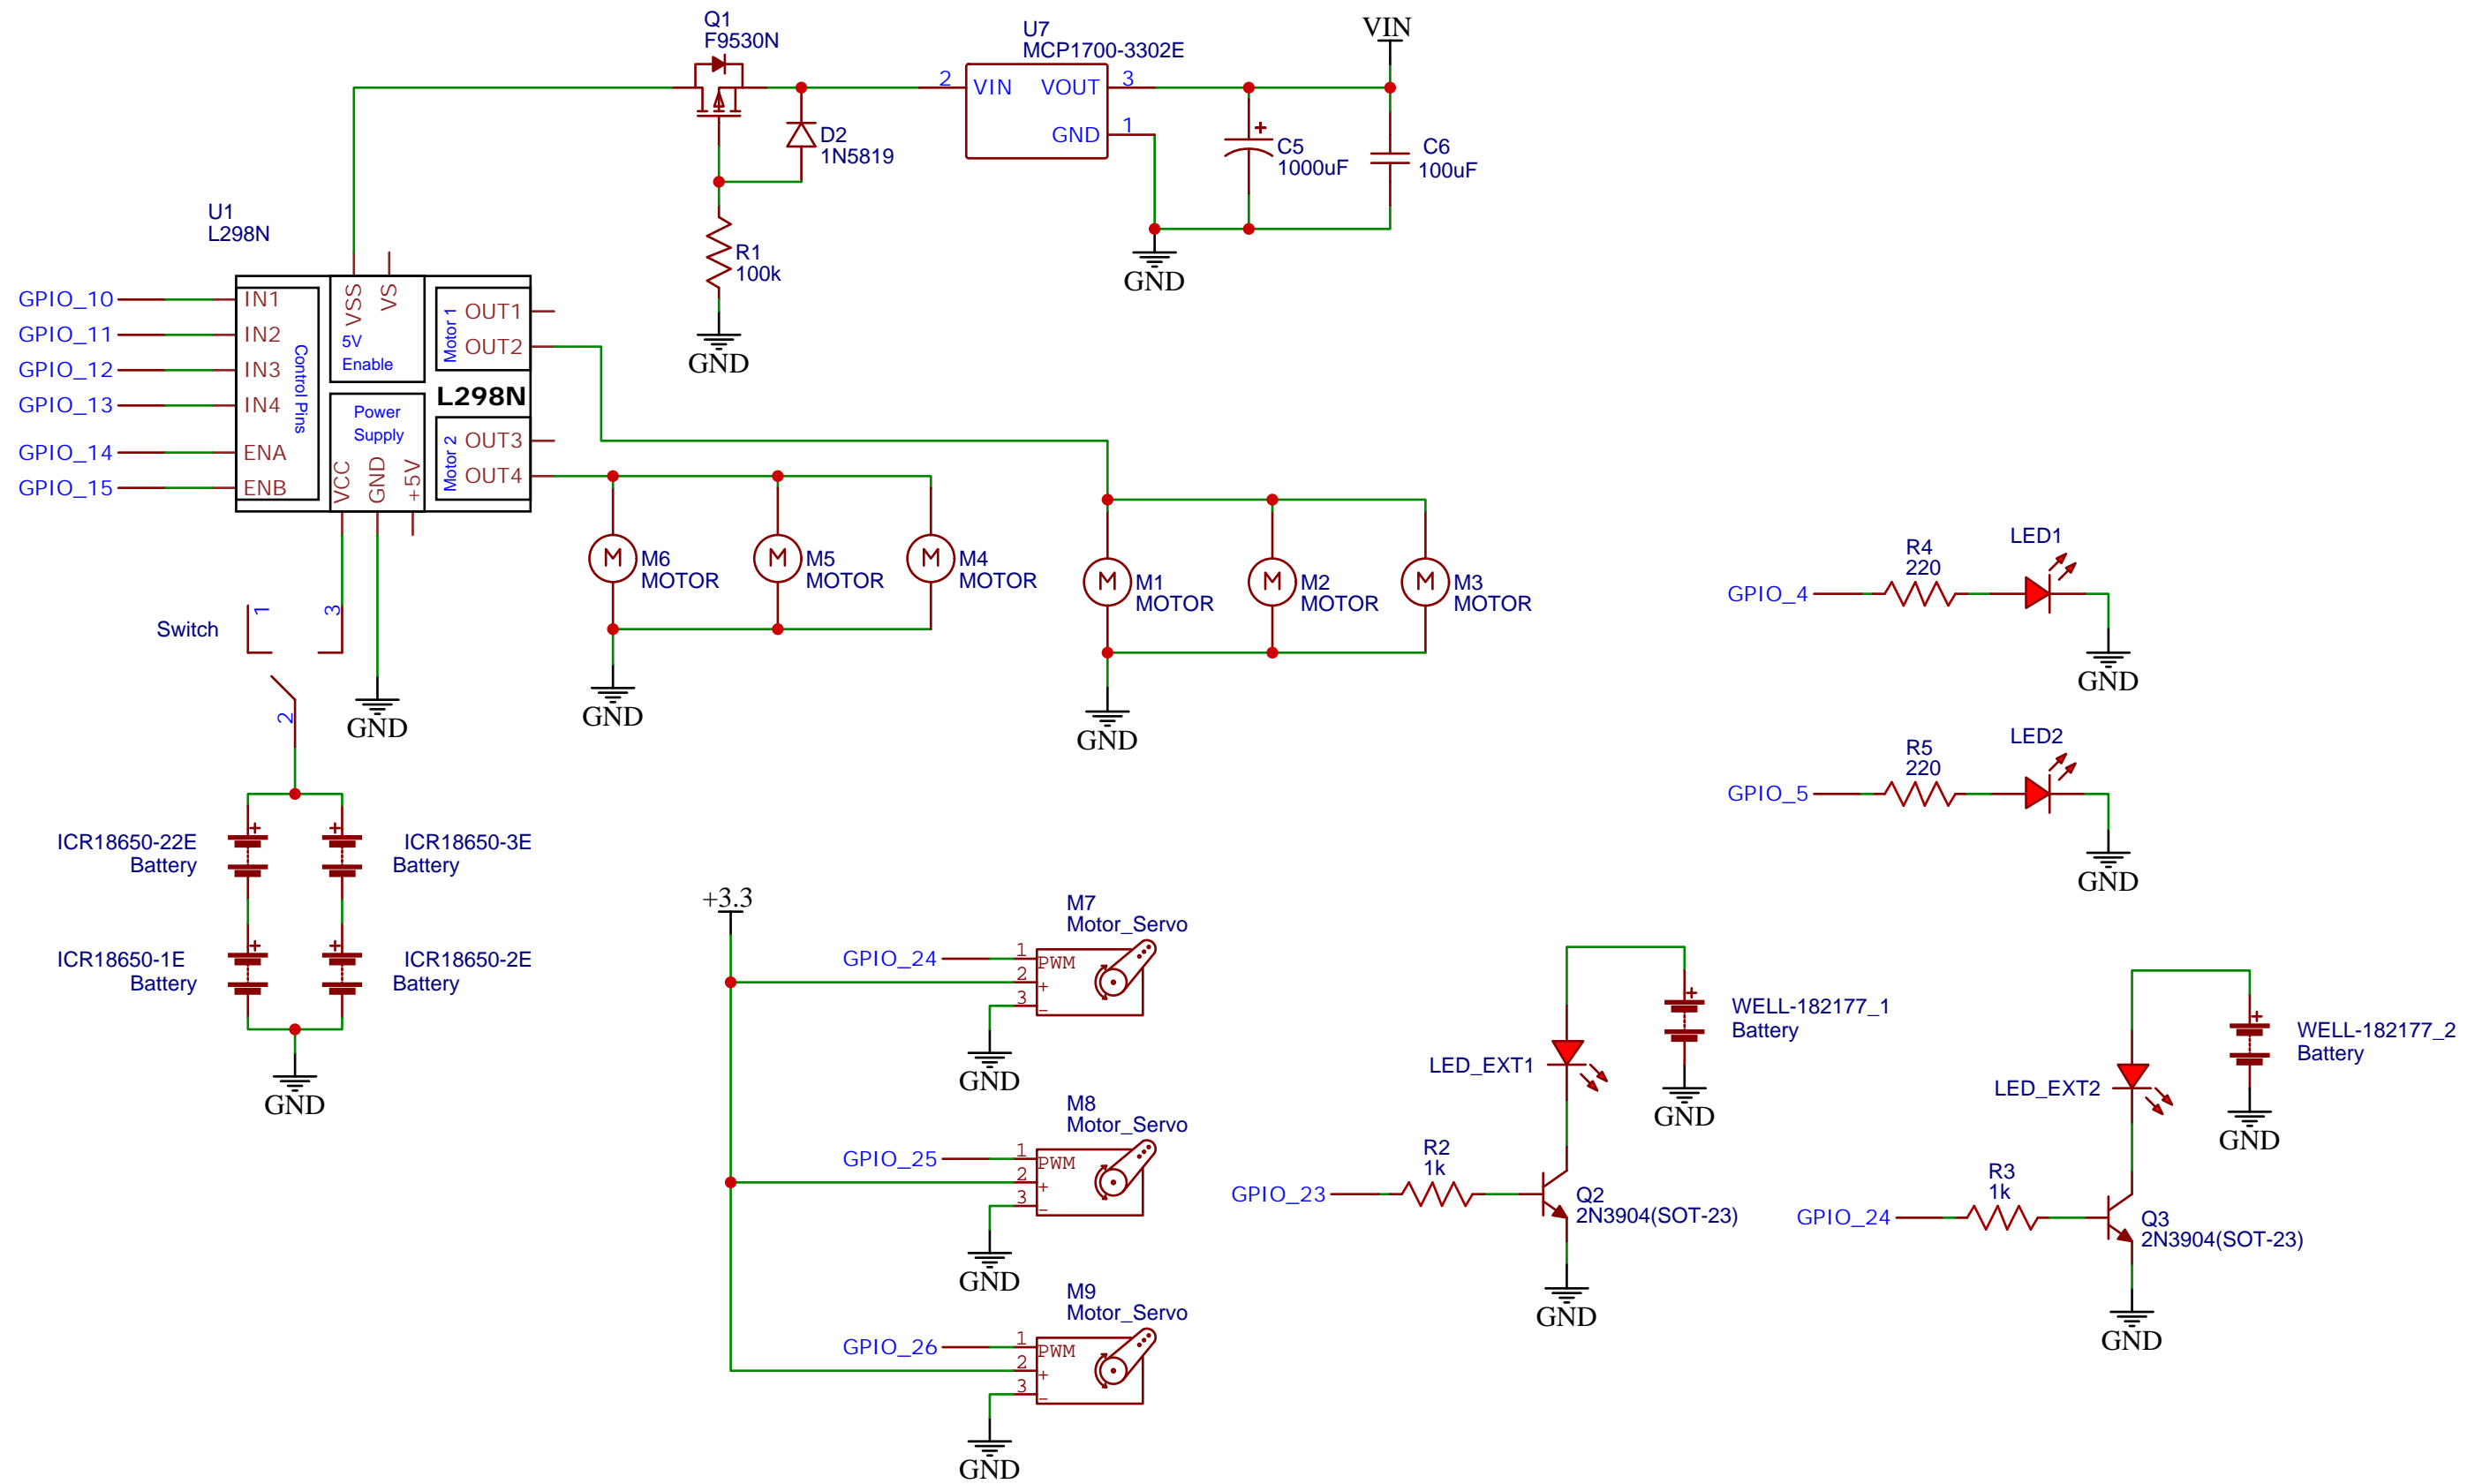 Q1
F9530N
U7
MCP1700-3302E
VIN
2
VIN
VOUT
3
GND
1
D2
1N5819
+
C5
1000uF
C6
100uF
GND
R1
100k
GND
U1
L298N
GPIO_10
IN1
GPIO_11
IN2
GPIO_12
IN3
GPIO_13
IN4
GPIO_14
ENA
GPIO_15
ENB
Control Pins
VSS
VS
5V
Enable
Motor 1
OUT1
OUT2
L298N
Power
Supply
VCC
GND
+5V
Motor 2
OUT3
OUT4
M
M6
MOTOR
M
M5
MOTOR
M
M4
MOTOR
GND
M
M1
MOTOR
M
M2
MOTOR
M
M3
MOTOR
GND
Switch
1
3
2
GND
+
ICR18650-22E
Battery
+
ICR18650-3E
Battery
+
ICR18650-1E
Battery
+
ICR18650-2E
Battery
GND
LED1
R4
220
GPIO_4
GND
LED2
R5
220
GPIO_5
GND
+3.3
M7
Motor_Servo
GPIO_24
1
PWM
2
+
3
−
GND
M8
Motor_Servo
GPIO_25
1
PWM
2
+
3
−
GND
M9
Motor_Servo
GPIO_26
1
PWM
2
+
3
−
GND
+
WELL-182177_1
Battery
GND
LED_EXT1
R2
1k
GPIO_23
Q2
2N3904(SOT-23)
GND
+
WELL-182177_2
Battery
GND
LED_EXT2
R3
1k
GPIO_24
Q3
2N3904(SOT-23)
GND